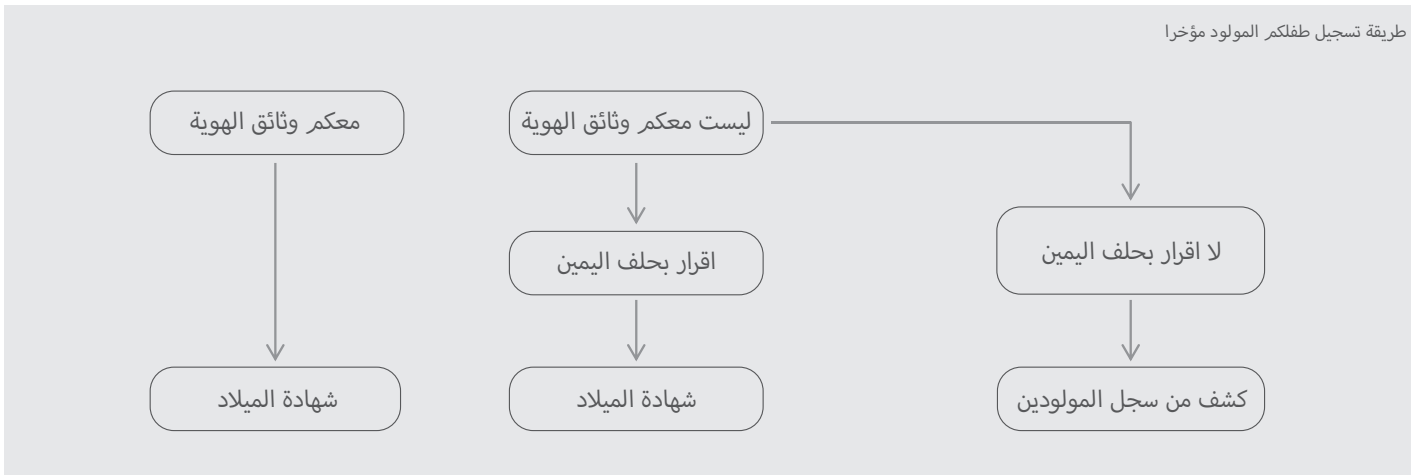 طريقة تسجيل طفلكم المولود مؤخرا
ليست معكم وثائق الهوية
معكم وثائق الهوية
لا اقرار بحلف اليمين
اقرار بحلف اليمين
كشف من سجل المولودين
شهادة الميلاد
شهادة الميلاد